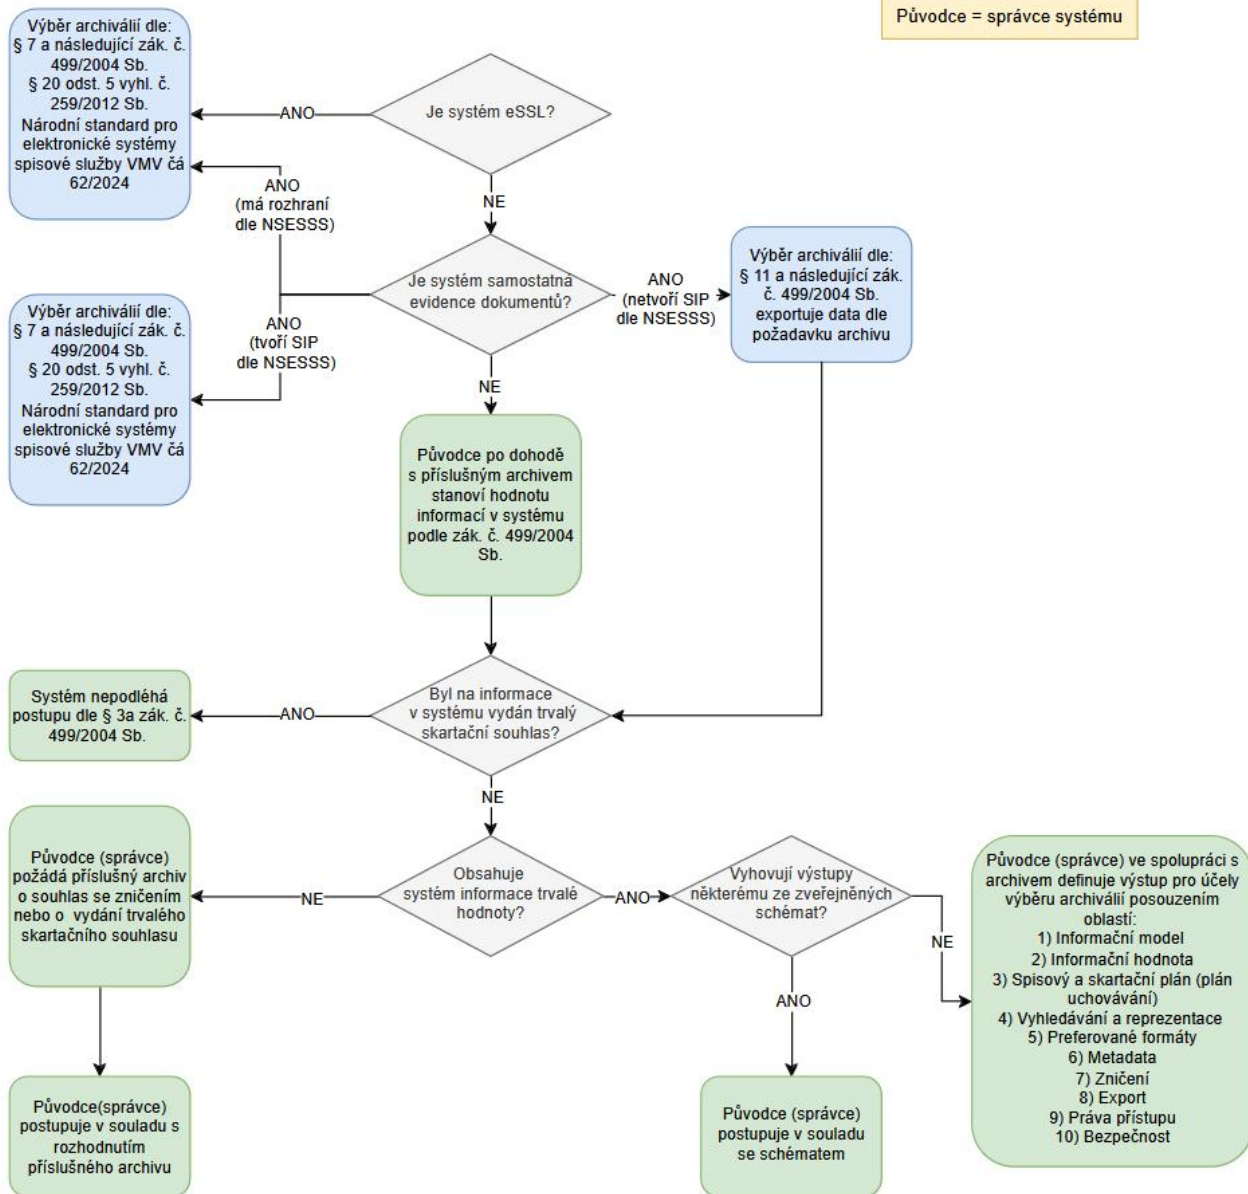 Původce = správce systému
Výběr archiválií dle:
§ 7 a následující zák. č.
499/2004 Sb.
§ 20 odst. 5 vyhl. č.
259/2012 Sb.
Národní standard pro
elektronické systémy
spisové služby VMV čá
62/2024
ANO
Je systém eSSL?
NE
ANO
(má rozhraní
dle NSESSS)
Je systém samostatná
evidence dokumentů?
ANO
(netvoří SIP
dle NSESSS)
Výběr archiválií dle:
§ 11 a následující zák.
č. 499/2004 Sb.
exportuje data dle
požadavku archivu
Výběr archiválií dle:
§ 7 a následující zák. č.
499/2004 Sb.
§ 20 odst. 5 vyhl. č.
259/2012 Sb.
Národní standard pro
elektronické systémy
spisové služby VMV čá
62/2024
ANO
(tvoří SIP
dle NSESSS)
NE
Původce po dohodě
s příslušným archivem
stanoví hodnotu
informací v systému
podle zák. č. 499/2004
Sb.
Systém nepodléhá
postupu dle § 3a zák. č.
499/2004 Sb.
ANO
Byl na informace
v systému vydán trvalý
skartační souhlas?
NE
Původce (správce)
požádá příslušný archiv
o souhlas se zničením
nebo o vydání trvalého
skartačního souhlasu
NE
Obsahuje
systém informace trvalé
hodnoty?
ANO
Vyhovují výstupy
některému ze zveřejněných
schémat?
NE
ANO
Původce (správce) ve spolupráci s
archivem definuje výstup pro účely
výběru archiválií posouzením
oblastí:
1) Informační model
2) Informační hodnota
3) Spisový a skartační plán (plán
uchovávání)
4) Vyhledávání a reprezentace
5) Preferované formáty
6) Metadata
7) Zničení
8) Export
9) Práva přístupu
10) Bezpečnost
Původce(správce)
postupuje v souladu s
rozhodnutím
příslušného archivu
Původce (správce)
postupuje v souladu
se schématem